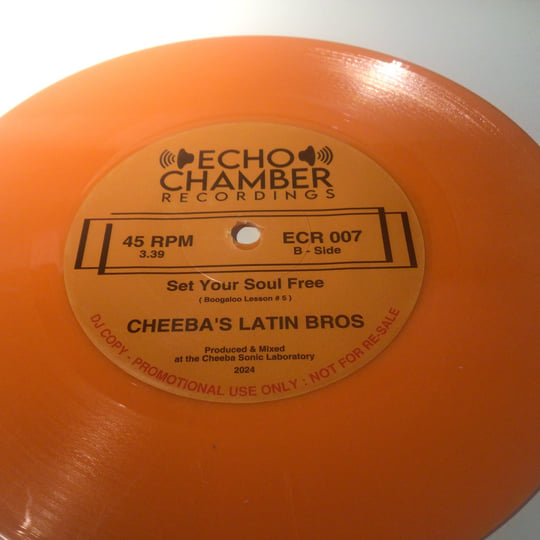 ECHO
CHAMBER
RECORDINGS
45 RPM
3.39
ECR 007
B - Side
Set Your Soul Free
( Boogaloo Lesson # 5 )
CHEEBA'S LATIN BROS
Produced & Mixed
at the Cheeba Sonic Laboratory
2024
DJ COPY - PROMOTIONAL USE ONLY : NOT FOR RE-SALE